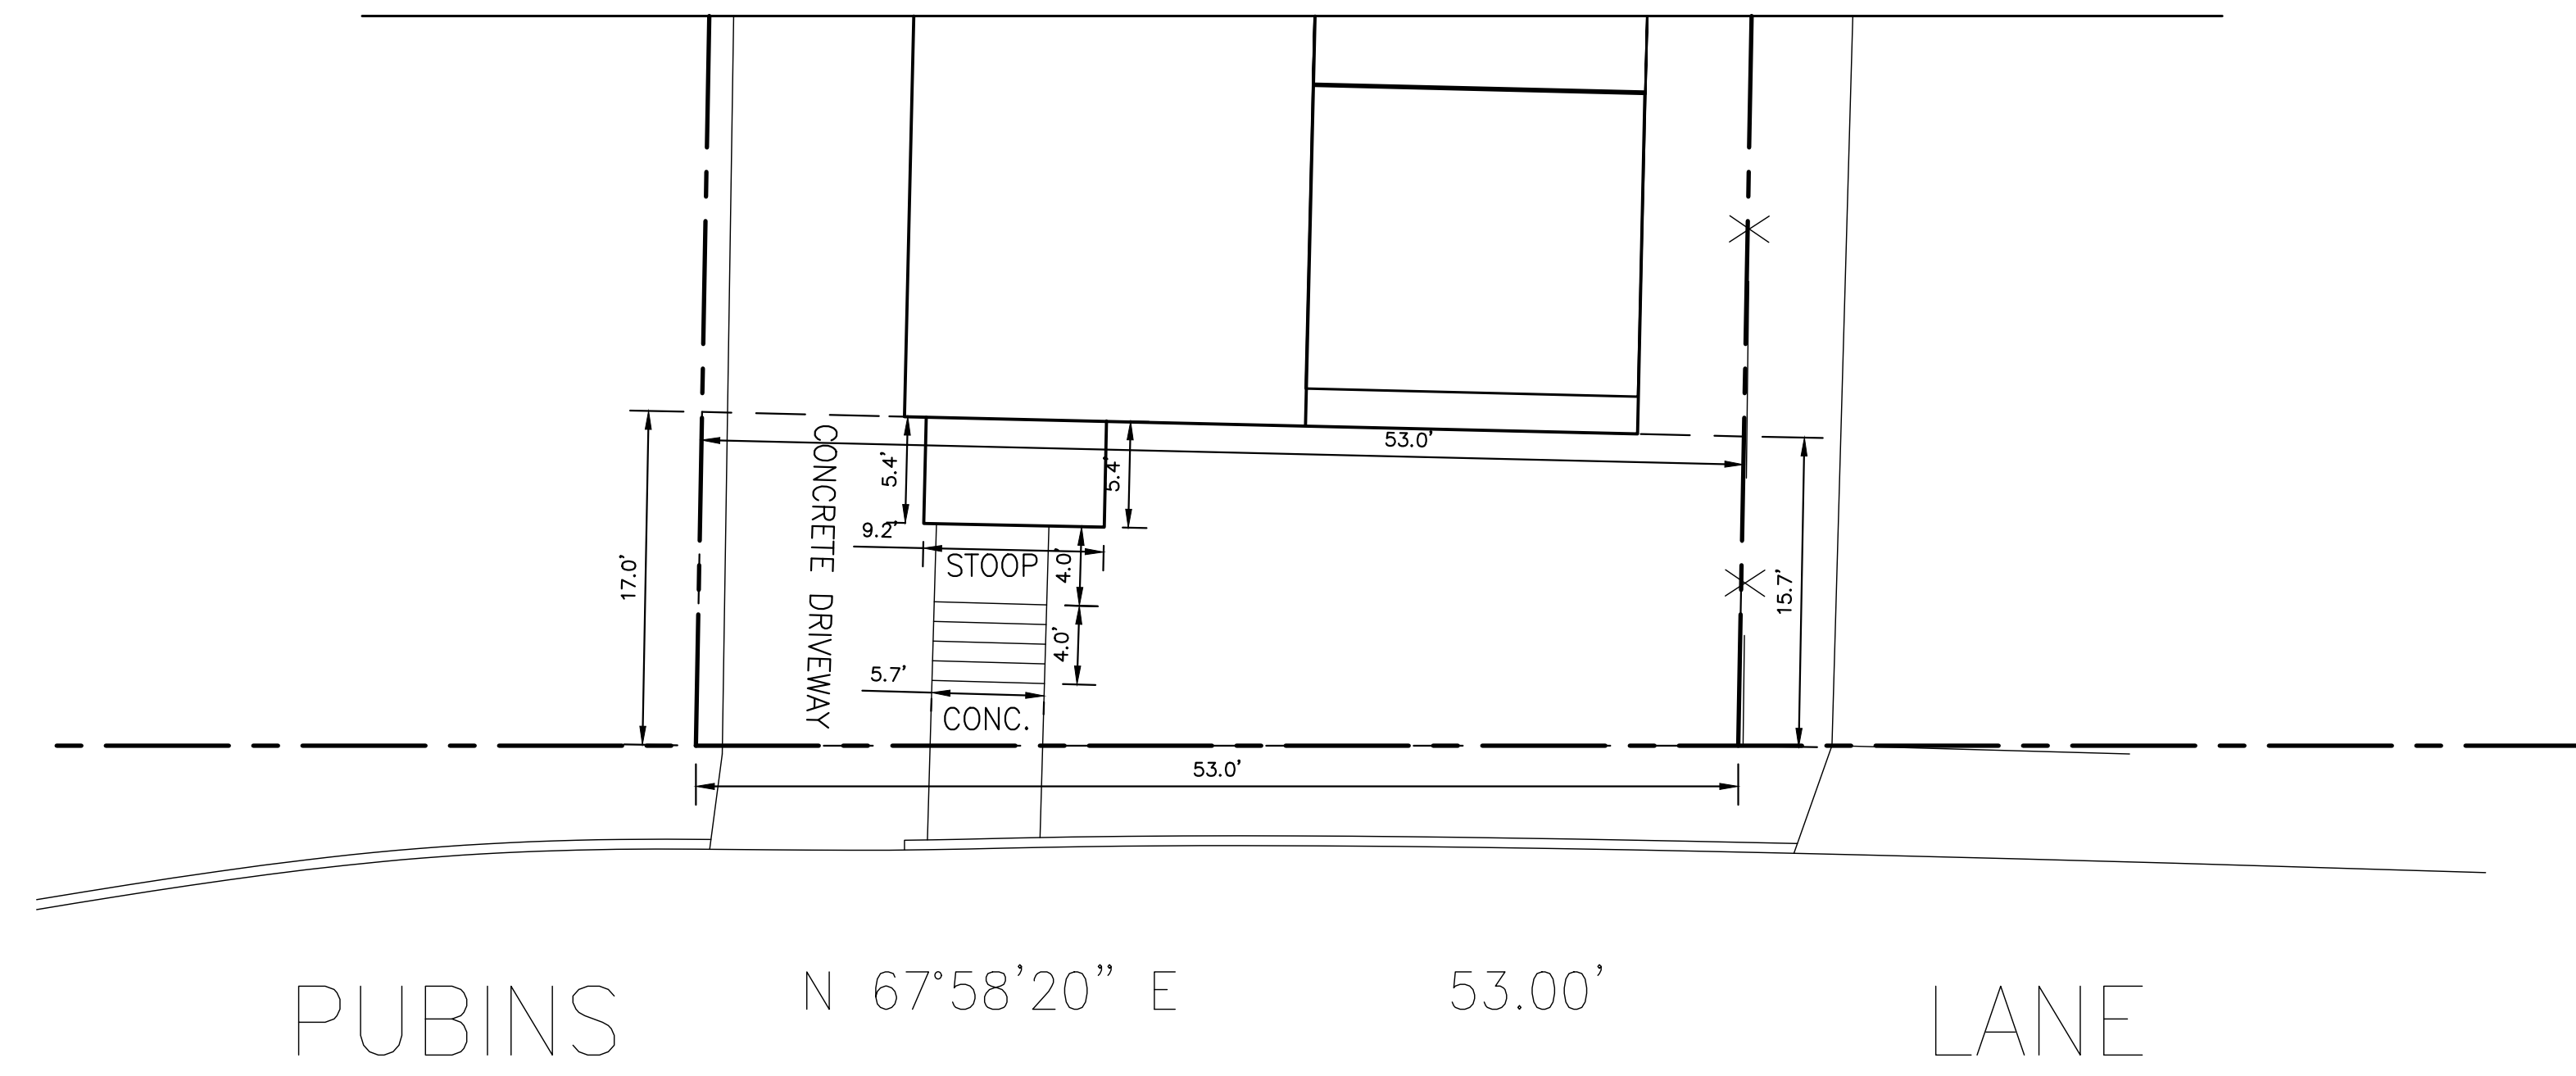 53.0'
5.4'
5.4'
CONCRETE DRIVEWAY
9.2'
STOOP
4.0'
17.0'
15.7'
4.0'
5.7'
CONC.
53.0'
N 67°58'20" E 53.00'
PUBINS LANE